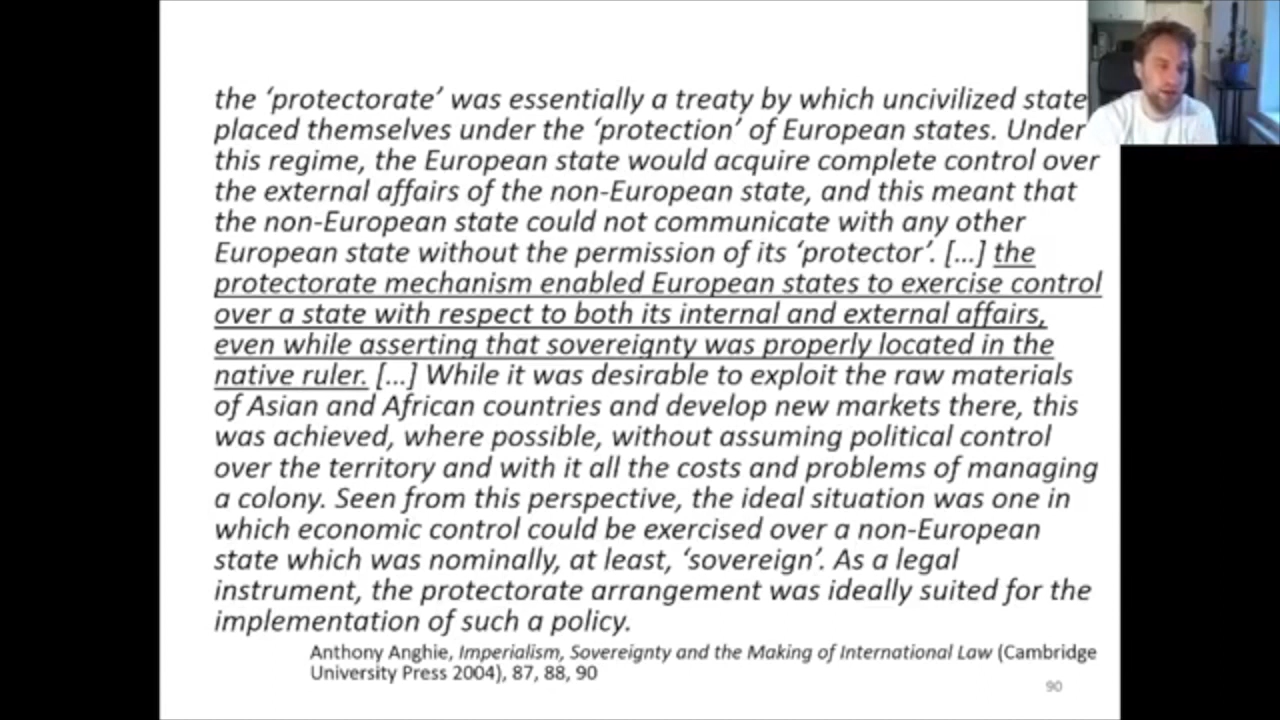 the ‘protectorate’ was essentially a treaty by which uncivilized state
placed themselves under the ‘protection’ of European states. Under
this regime, the European state would acquire complete control over
the external affairs of the non-European state, and this meant that
the non-European state could not communicate with any other
European state without the permission of its ‘protector’. […] the
protectorate mechanism enabled European states to exercise control
over a state with respect to both its internal and external affairs,
even while asserting that sovereignty was properly located in the
native ruler. […] While it was desirable to exploit the raw materials
of Asian and African countries and develop new markets there, this
was achieved, where possible, without assuming political control
over the territory and with it all the costs and problems of managing
a colony. Seen from this perspective, the ideal situation was one in
which economic control could be exercised over a non-European
state which was nominally, at least, ‘sovereign’. As a legal
instrument, the protectorate arrangement was ideally suited for the
implementation of such a policy.
Anthony Anghie, Imperialism, Sovereignty and the Making of International Law (Cambridge
University Press 2004), 87, 88, 90
90